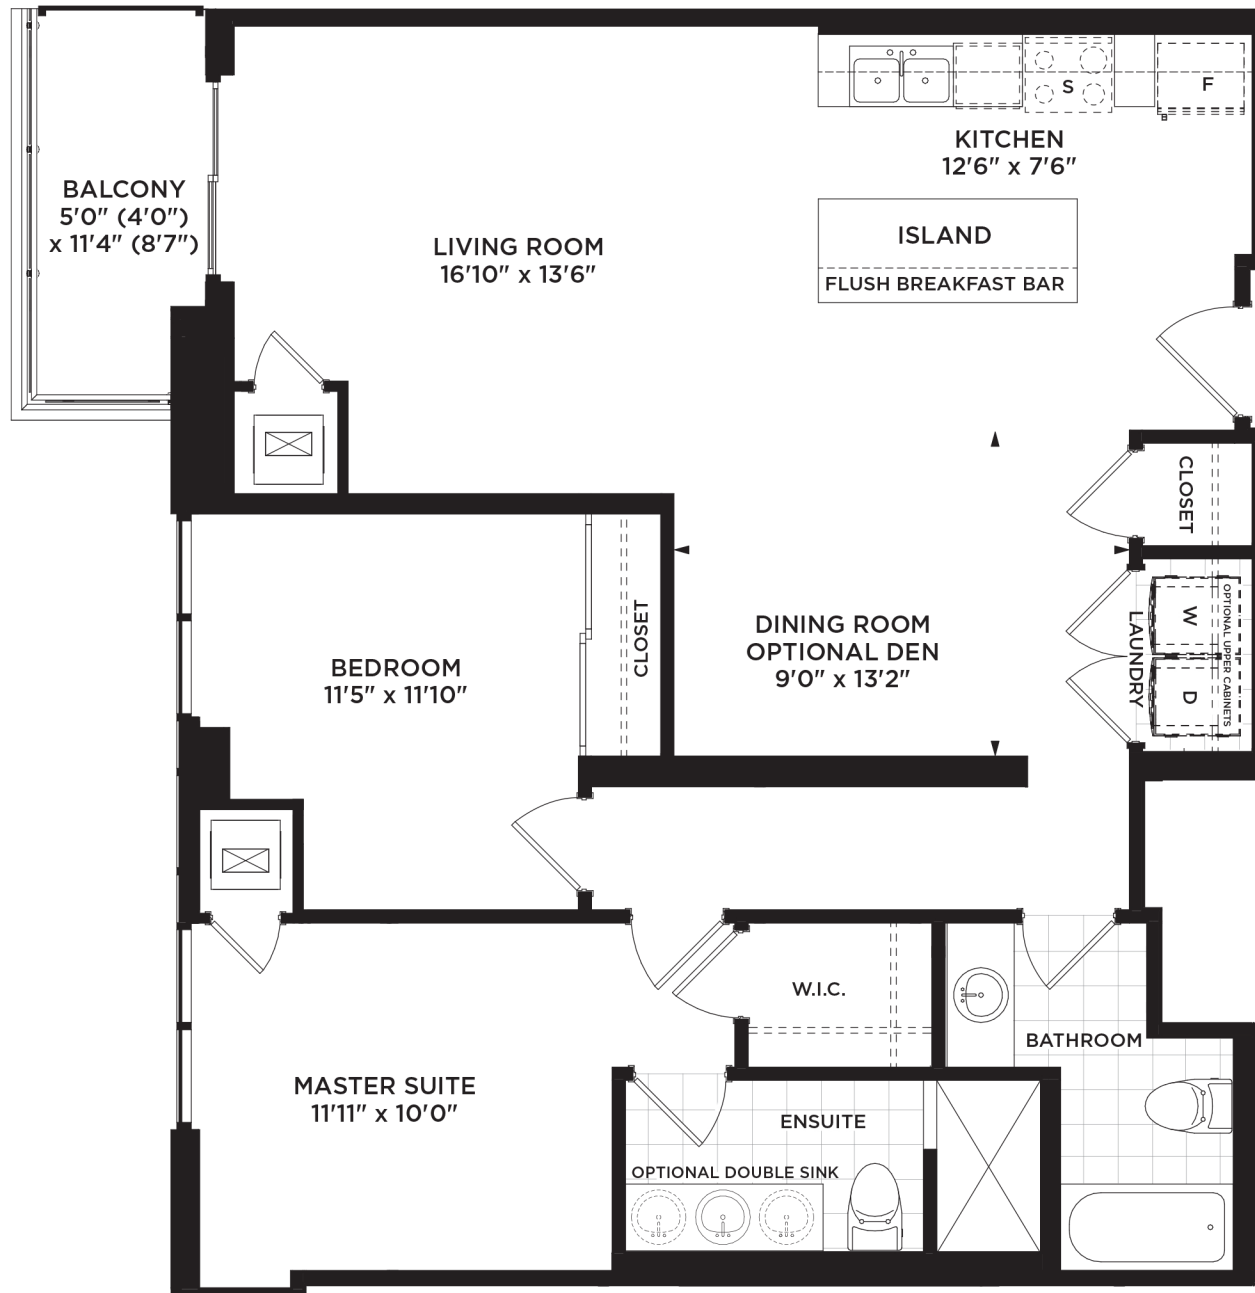 KITCHEN
12'6" x 7'6"
S
F
BALCONY
5'0" (4'0")
x 11'4" (8'7")
LIVING ROOM
16'10" x 13'6"
ISLAND
FLUSH BREAKFAST BAR
CLOSET
BEDROOM
11'5" x 11'10"
CLOSET
DINING ROOM
OPTIONAL DEN
9'0" x 13'2"
LAUNDRY
W
D
OPTIONAL UPPER CABINETS
W.I.C.
BATHROOM
MASTER SUITE
11'11" x 10'0"
ENSUITE
OPTIONAL DOUBLE SINK